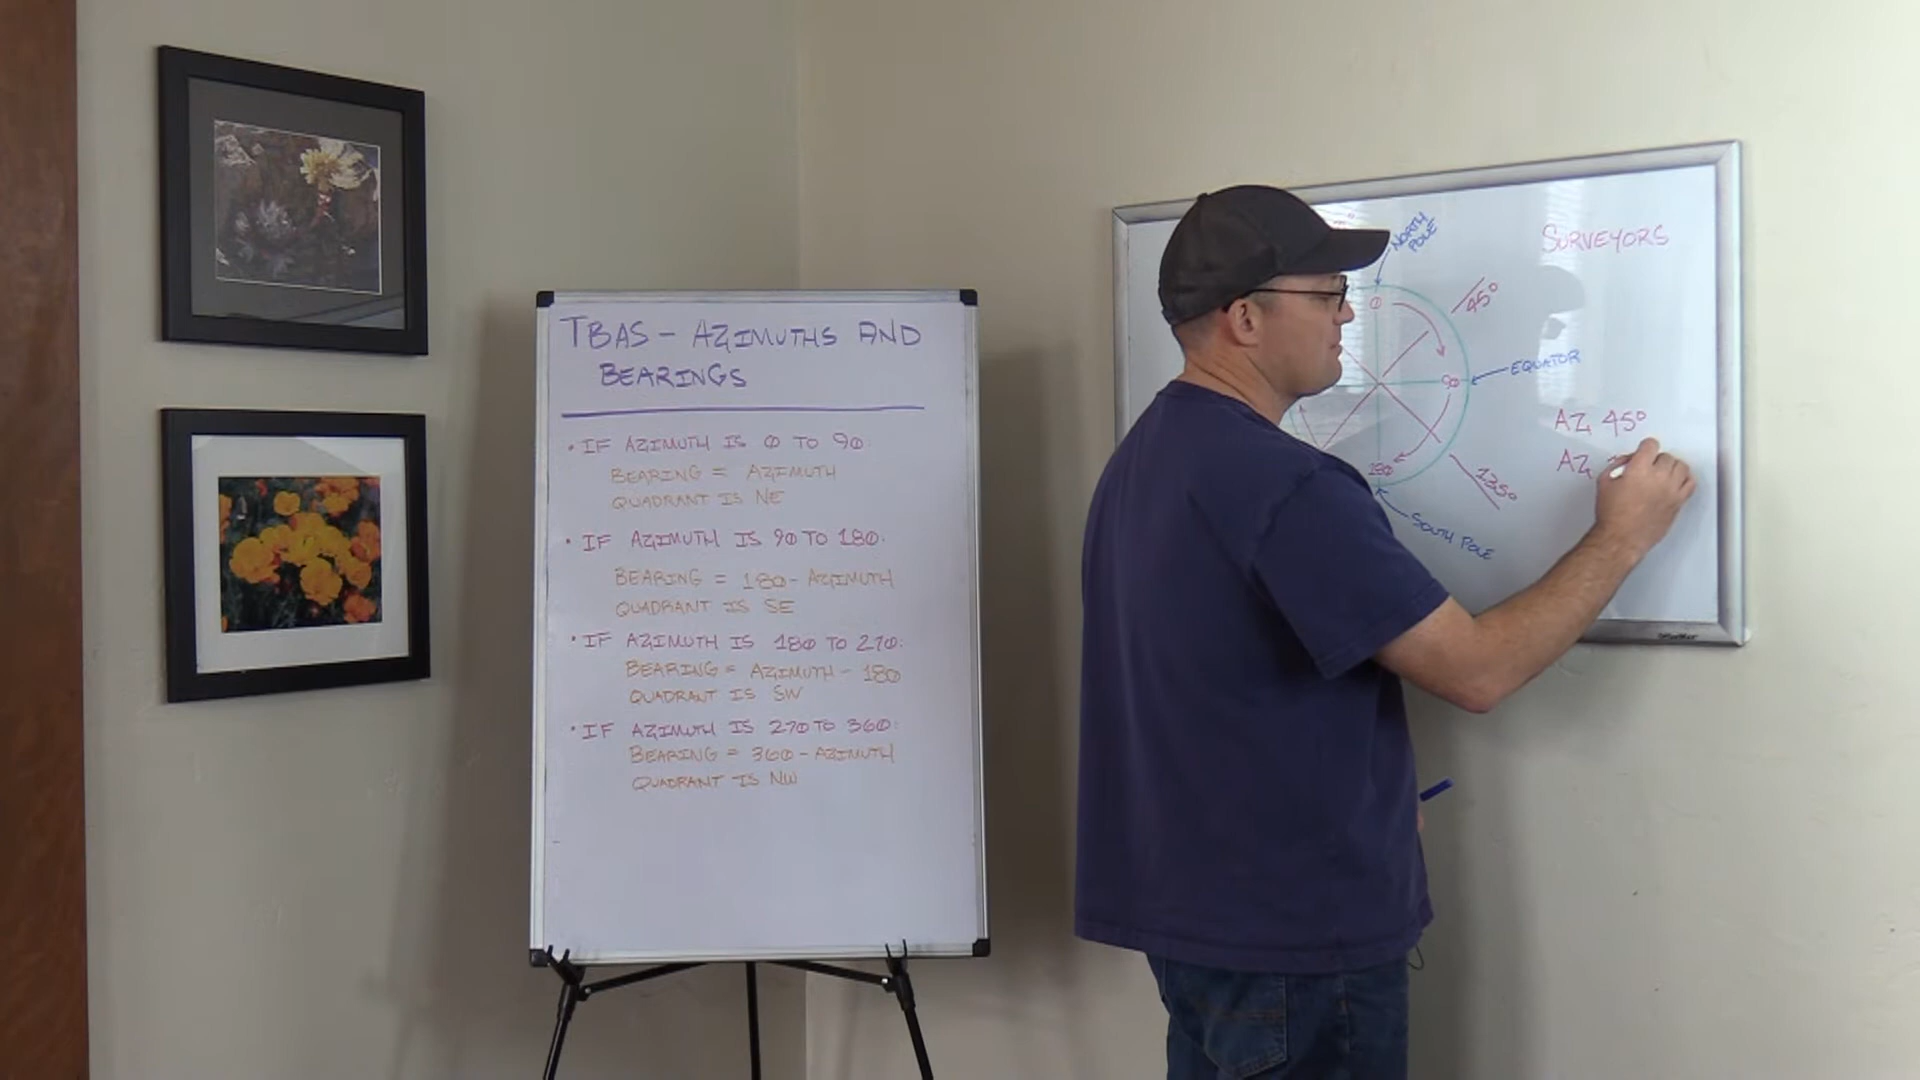 TBAS - AZIMUTHS AND
BEARINGS
• IF AZIMUTH IS 0 TO 90:
BEARING = AZIMUTH
QUADRANT IS NE
• IF AZIMUTH IS 90 TO 180:
BEARING = 180 - AZIMUTH
QUADRANT IS SE
• IF AZIMUTH IS 180 TO 270:
BEARING = AZIMUTH - 180
QUADRANT IS SW
• IF AZIMUTH IS 270 TO 360:
BEARING = 360 - AZIMUTH
QUADRANT IS NW
NORTH
POLE
SURVEYORS
0
45°
EQUATOR
90
AZ 45°
AZ
180
135°
SOUTH POLE